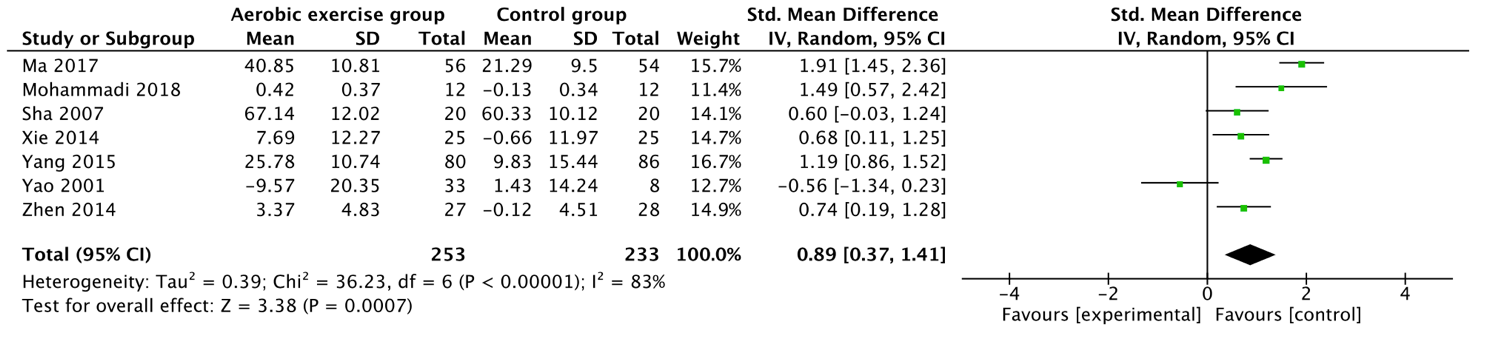 Aerobic exercise group Control group Std. Mean Difference Std. Mean Difference
Study or Subgroup Mean SD Total Mean SD Total Weight IV, Random, 95% CI IV, Random, 95% CI
Ma 2017 40.85 10.81 56 21.29 9.5 54 15.7% 1.91 [1.45, 2.36]
Mohammadi 2018 0.42 0.37 12 −0.13 0.34 12 11.4% 1.49 [0.57, 2.42]
Sha 2007 67.14 12.02 20 60.33 10.12 20 14.1% 0.60 [−0.03, 1.24]
Xie 2014 7.69 12.27 25 −0.66 11.97 25 14.7% 0.68 [0.11, 1.25]
Yang 2015 25.78 10.74 80 9.83 15.44 86 16.7% 1.19 [0.86, 1.52]
Yao 2001 −9.57 20.35 33 1.43 14.24 8 12.7% −0.56 [−1.34, 0.23]
Zhen 2014 3.37 4.83 27 −0.12 4.51 28 14.9% 0.74 [0.19, 1.28]
Total (95% CI) 253 233 100.0% 0.89 [0.37, 1.41]
Heterogeneity: Tau² = 0.39; Chi² = 36.23, df = 6 (P < 0.00001); I² = 83%
Test for overall effect: Z = 3.38 (P = 0.0007)
−4 −2 0 2 4
Favours [experimental] Favours [control]